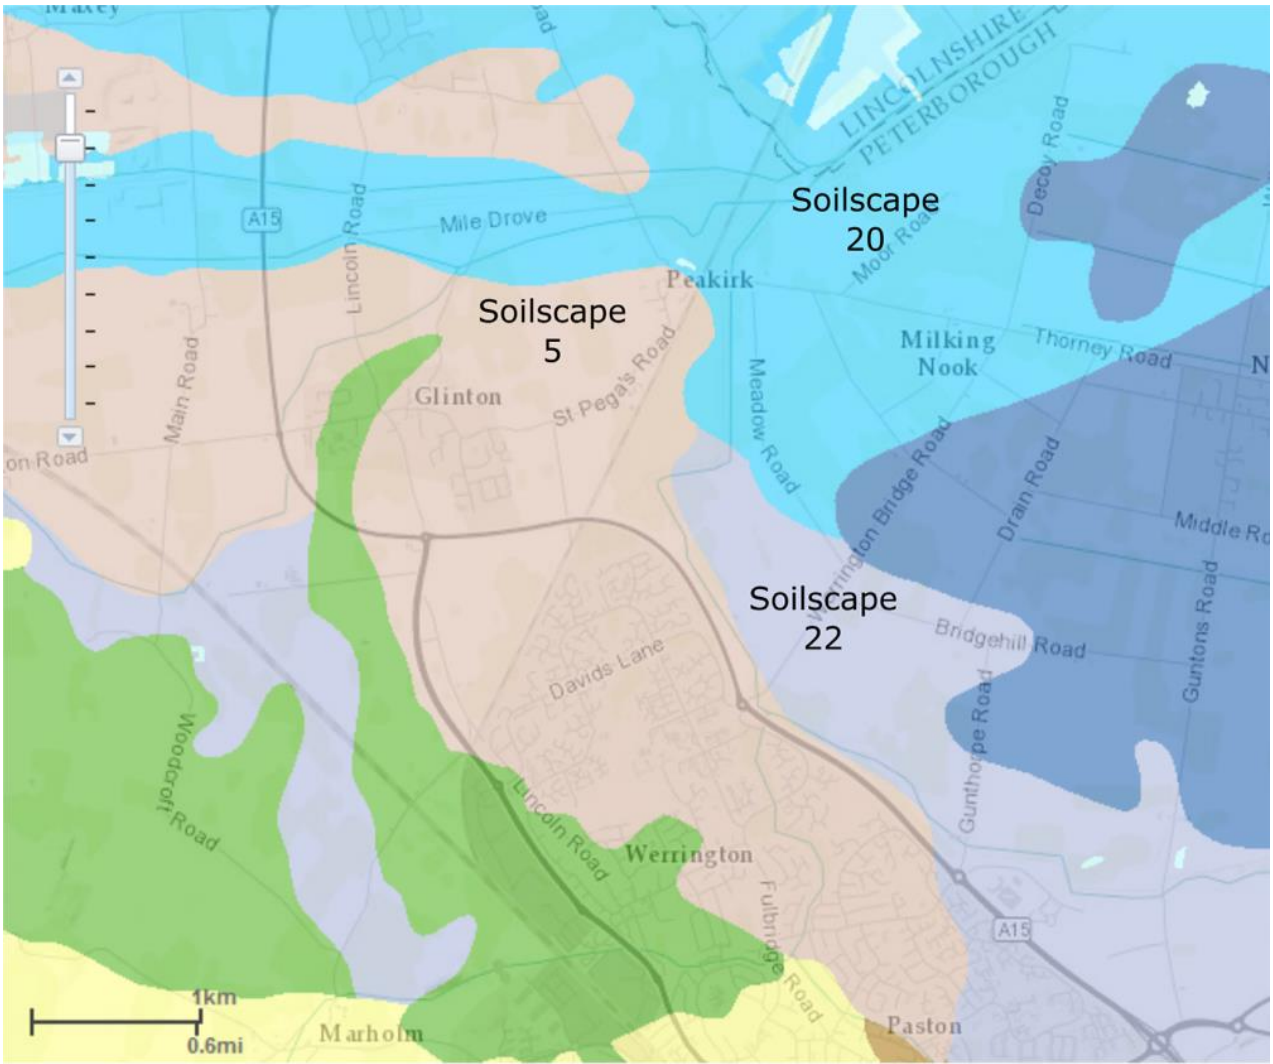 Maxey
LINCOLNSHIRE
PETERBOROUGH
Decoy Road
Soilscape
20
A15
Lincoln Road
Mile Drove
Moor Road
Peakirk
Soilscape
5
Milking
Nook
Thorney Road
N
Main Road
Glinton
St Pega's Road
Meadow Road
on Road
Werrington Bridge Road
Drain Road
Middle Ro
Soilscape
22
Bridgehill Road
Guntons Road
Davids Lane
Woodcroft Road
Gunthorpe Road
Lincoln Road
Werrington
Fulbridge Road
A15
1km
0.6mi
Marholm
Paston